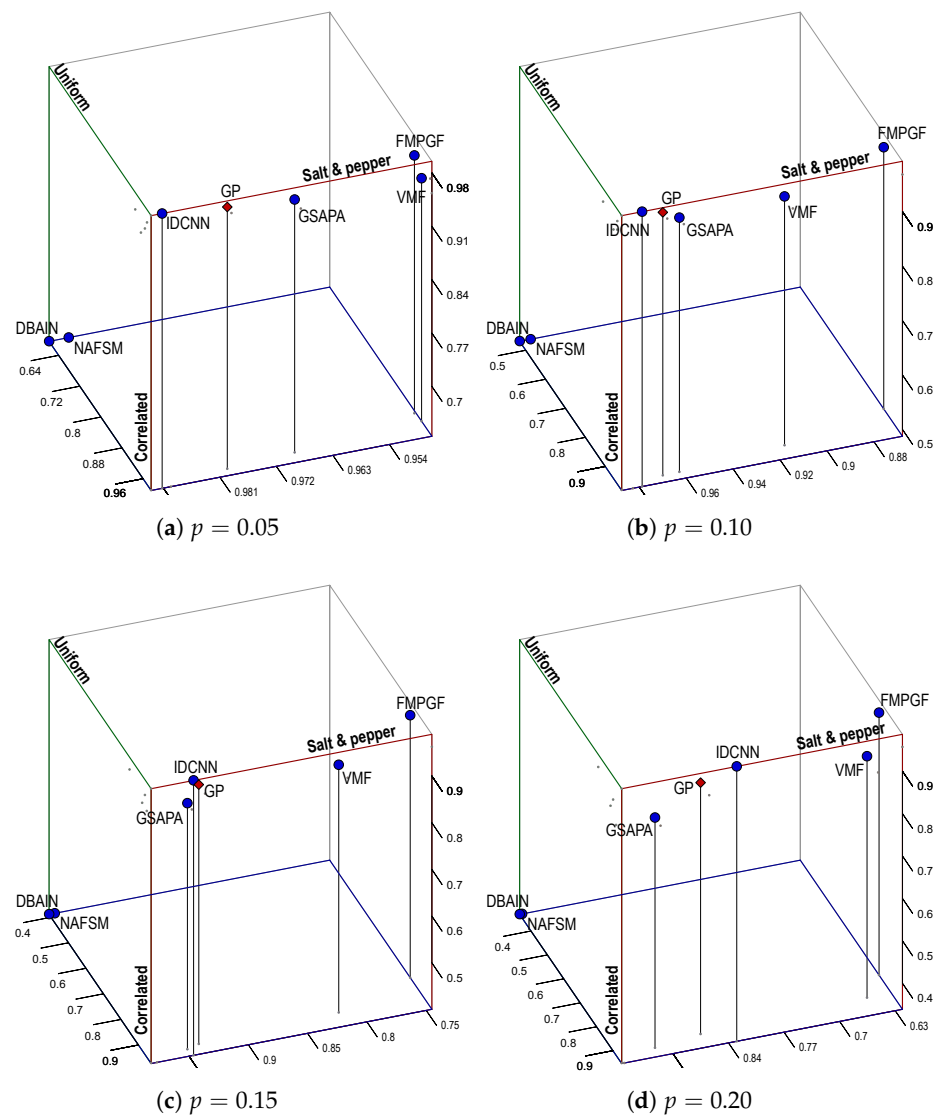 Uniform
Salt & pepper
FMPGF
VMF
GP
IDCNN
GSAPA
DBAIN
NAFSM
Correlated
0.98
0.91
0.84
0.77
0.7
0.64
0.72
0.8
0.88
0.96
0.981
0.972
0.963
0.954
(a) p = 0.05
Uniform
Salt & pepper
FMPGF
VMF
GP
IDCNN
GSAPA
DBAIN
NAFSM
Correlated
0.9
0.8
0.7
0.6
0.5
0.5
0.6
0.7
0.8
0.9
0.96
0.94
0.92
0.9
0.88
(b) p = 0.10
Uniform
Salt & pepper
FMPGF
VMF
IDCNN
GP
GSAPA
DBAIN
NAFSM
Correlated
0.9
0.8
0.7
0.6
0.5
0.4
0.5
0.6
0.7
0.8
0.9
0.9
0.85
0.8
0.75
(c) p = 0.15
Uniform
Salt & pepper
FMPGF
VMF
IDCNN
GP
GSAPA
DBAIN
NAFSM
Correlated
0.9
0.8
0.7
0.6
0.5
0.4
0.4
0.5
0.6
0.7
0.8
0.9
0.84
0.77
0.7
0.63
(d) p = 0.20